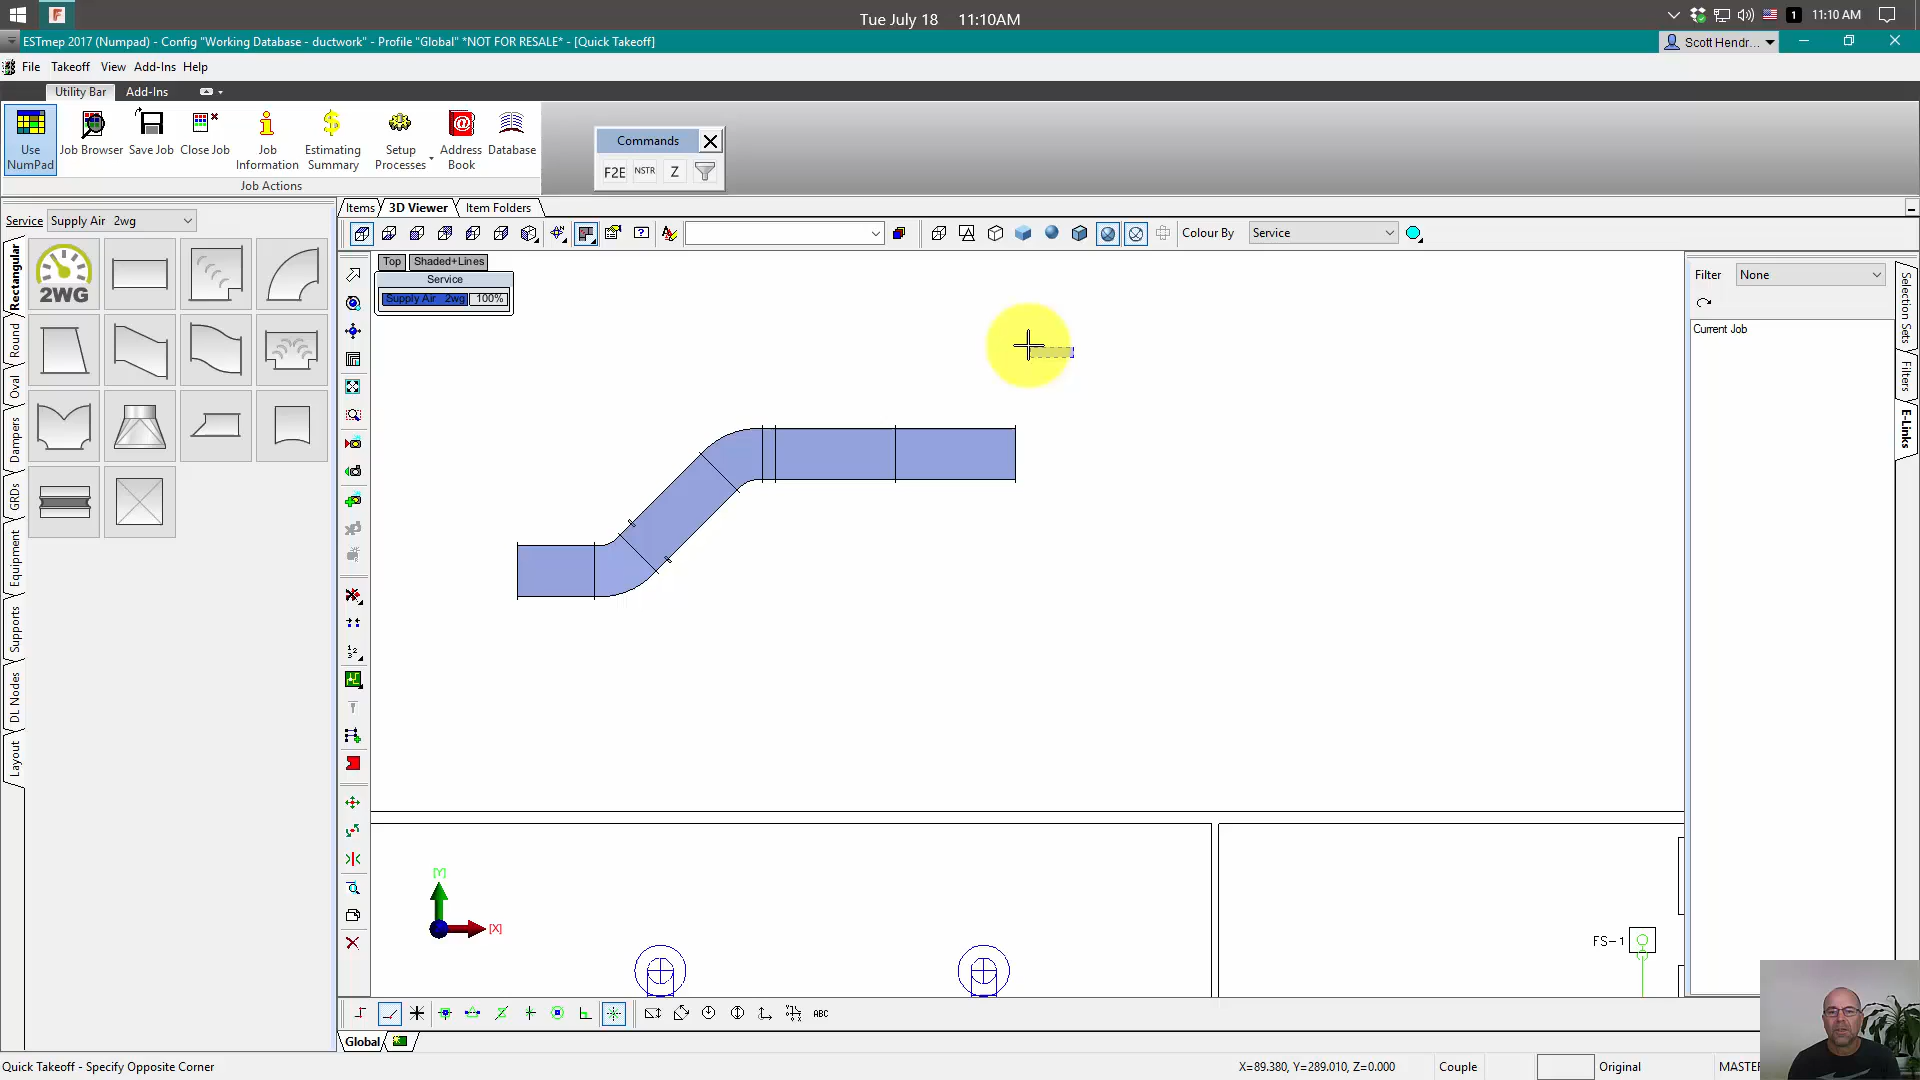 Tue July 18 11:10AM
11:10 AM
1
ESTmep 2017 (Numpad) - Config "Working Database - ductwork" - Profile "Global" *NOT FOR RESALE* - [Quick Takeoff]
Scott Hendr...
File Takeoff View Add-Ins Help
Utility Bar Add-Ins
Use NumPad
Job Browser
Save Job
Close Job
Job Information
Estimating Summary
Setup Processes
Address Book
Database
Job Actions
Commands
F2E NSTR Z
Service Supply Air 2wg
Items 3D Viewer Item Folders
Colour By Service
Rectangular
Round
Oval
Dampers
GRDs
Equipment
Supports
DL Nodes
Layout
2WG
Top Shaded+Lines
Service
Supply Air 2wg 100%
Filter None
Current Job
Selection Sets
Filters
E-Links
[Y]
[X]
FS-1
ABC
Global
Quick Takeoff - Specify Opposite Corner
X=89.380, Y=289.010, Z=0.000
Couple
Original